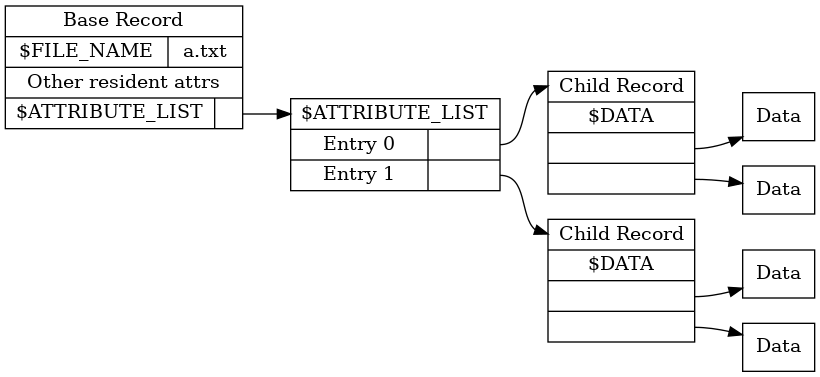 Base Record
$FILE_NAME a.txt
Other resident attrs
$ATTRIBUTE_LIST
$ATTRIBUTE_LIST
Entry 0
Entry 1
Child Record
$DATA
Data
Data
Child Record
$DATA
Data
Data